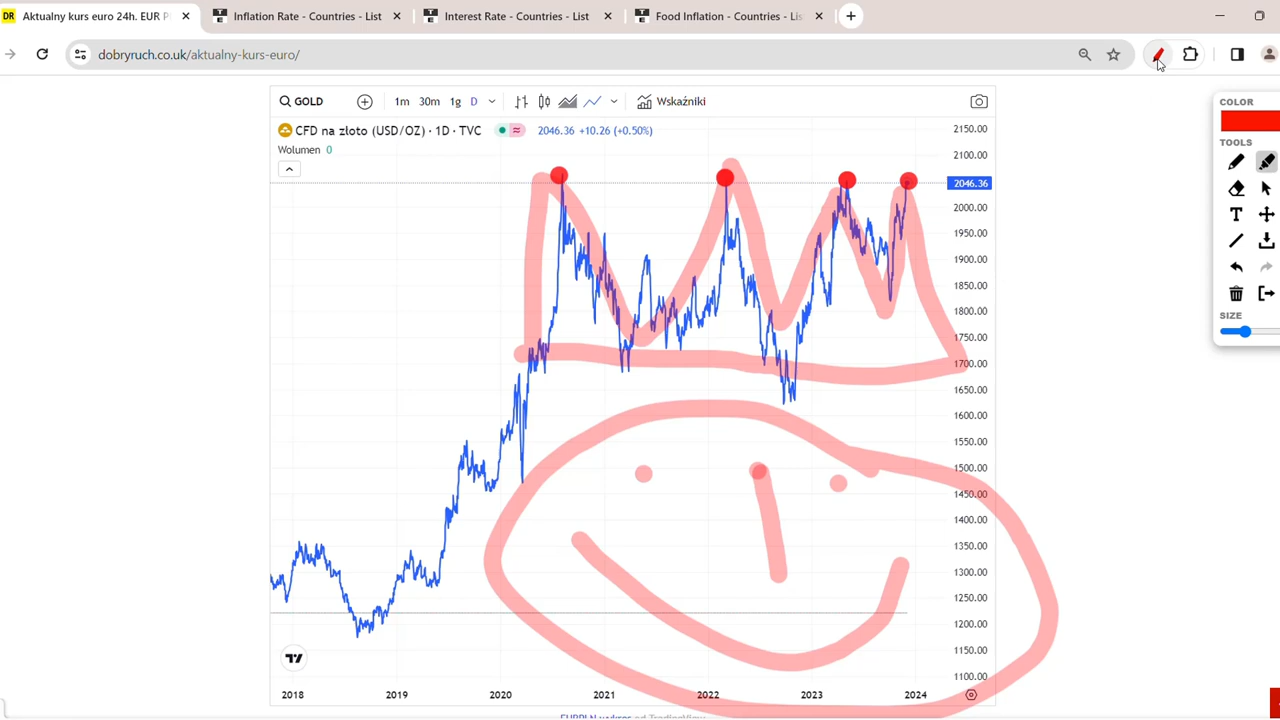 DR Aktualny kurs euro 24h. EUR P
Inflation Rate - Countries - List
Interest Rate - Countries - List
Food Inflation - Countries - Lis
dobryruch.co.uk/aktualny-kurs-euro/
GOLD
1m 30m 1g D
Wskaźniki
CFD na złoto (USD/OZ) · 1D · TVC
2046.36 +10.26 (+0.50%)
Wolumen 0
2150.00
2100.00
2046.36
2000.00
1950.00
1900.00
1850.00
1800.00
1750.00
1700.00
1650.00
1600.00
1550.00
1500.00
1450.00
1400.00
1350.00
1300.00
1250.00
1200.00
1150.00
1100.00
2018 2019 2020 2021 2022 2023 2024
EURPLN wykres od TradingView
COLOR
TOOLS
T
SIZE